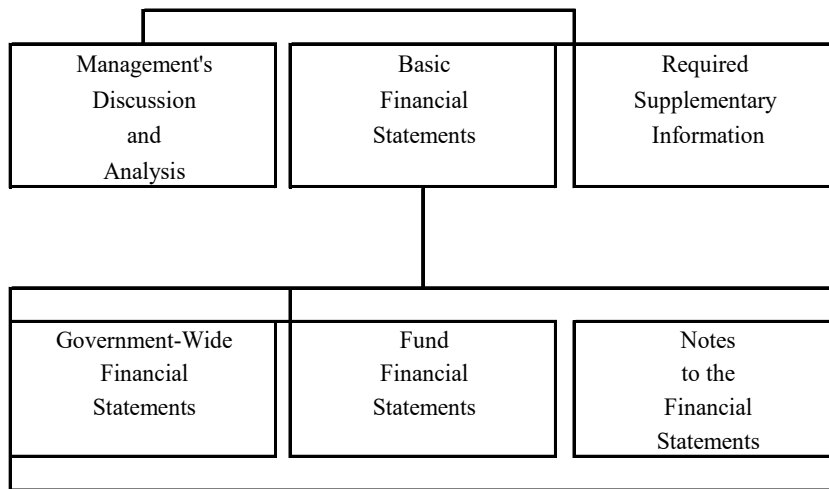 Management's
Discussion
and
Analysis
Basic
Financial
Statements
Required
Supplementary
Information
Government-Wide
Financial
Statements
Fund
Financial
Statements
Notes
to the
Financial
Statements